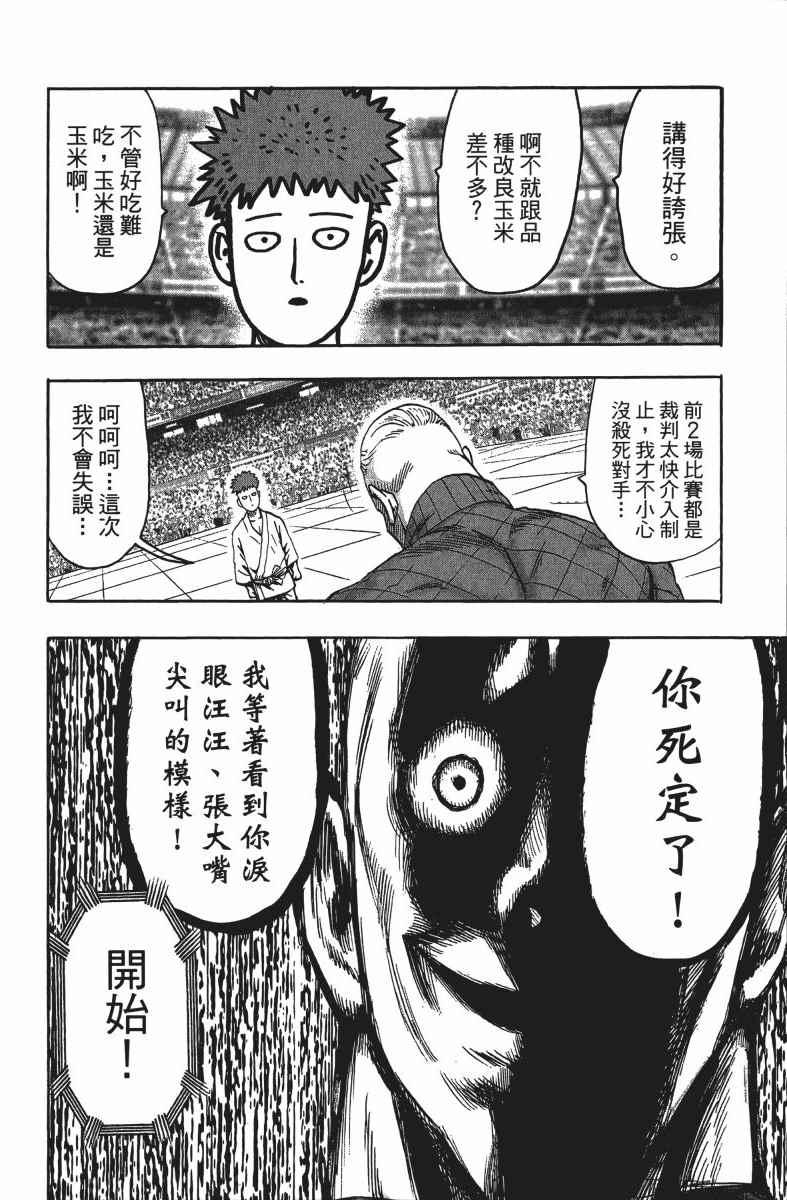 講得好誇張。
啊不就跟品
種改良玉米
差不多？
不管好吃難
吃，玉米還是
玉米啊！
前2場比賽都是
裁判太快介入制
止，我才不小心
沒殺死對手…
呵呵呵…這次
我不會失誤…
你死定了！
我等著看到你淚
眼汪汪、張大嘴
尖叫的模樣！
開始！